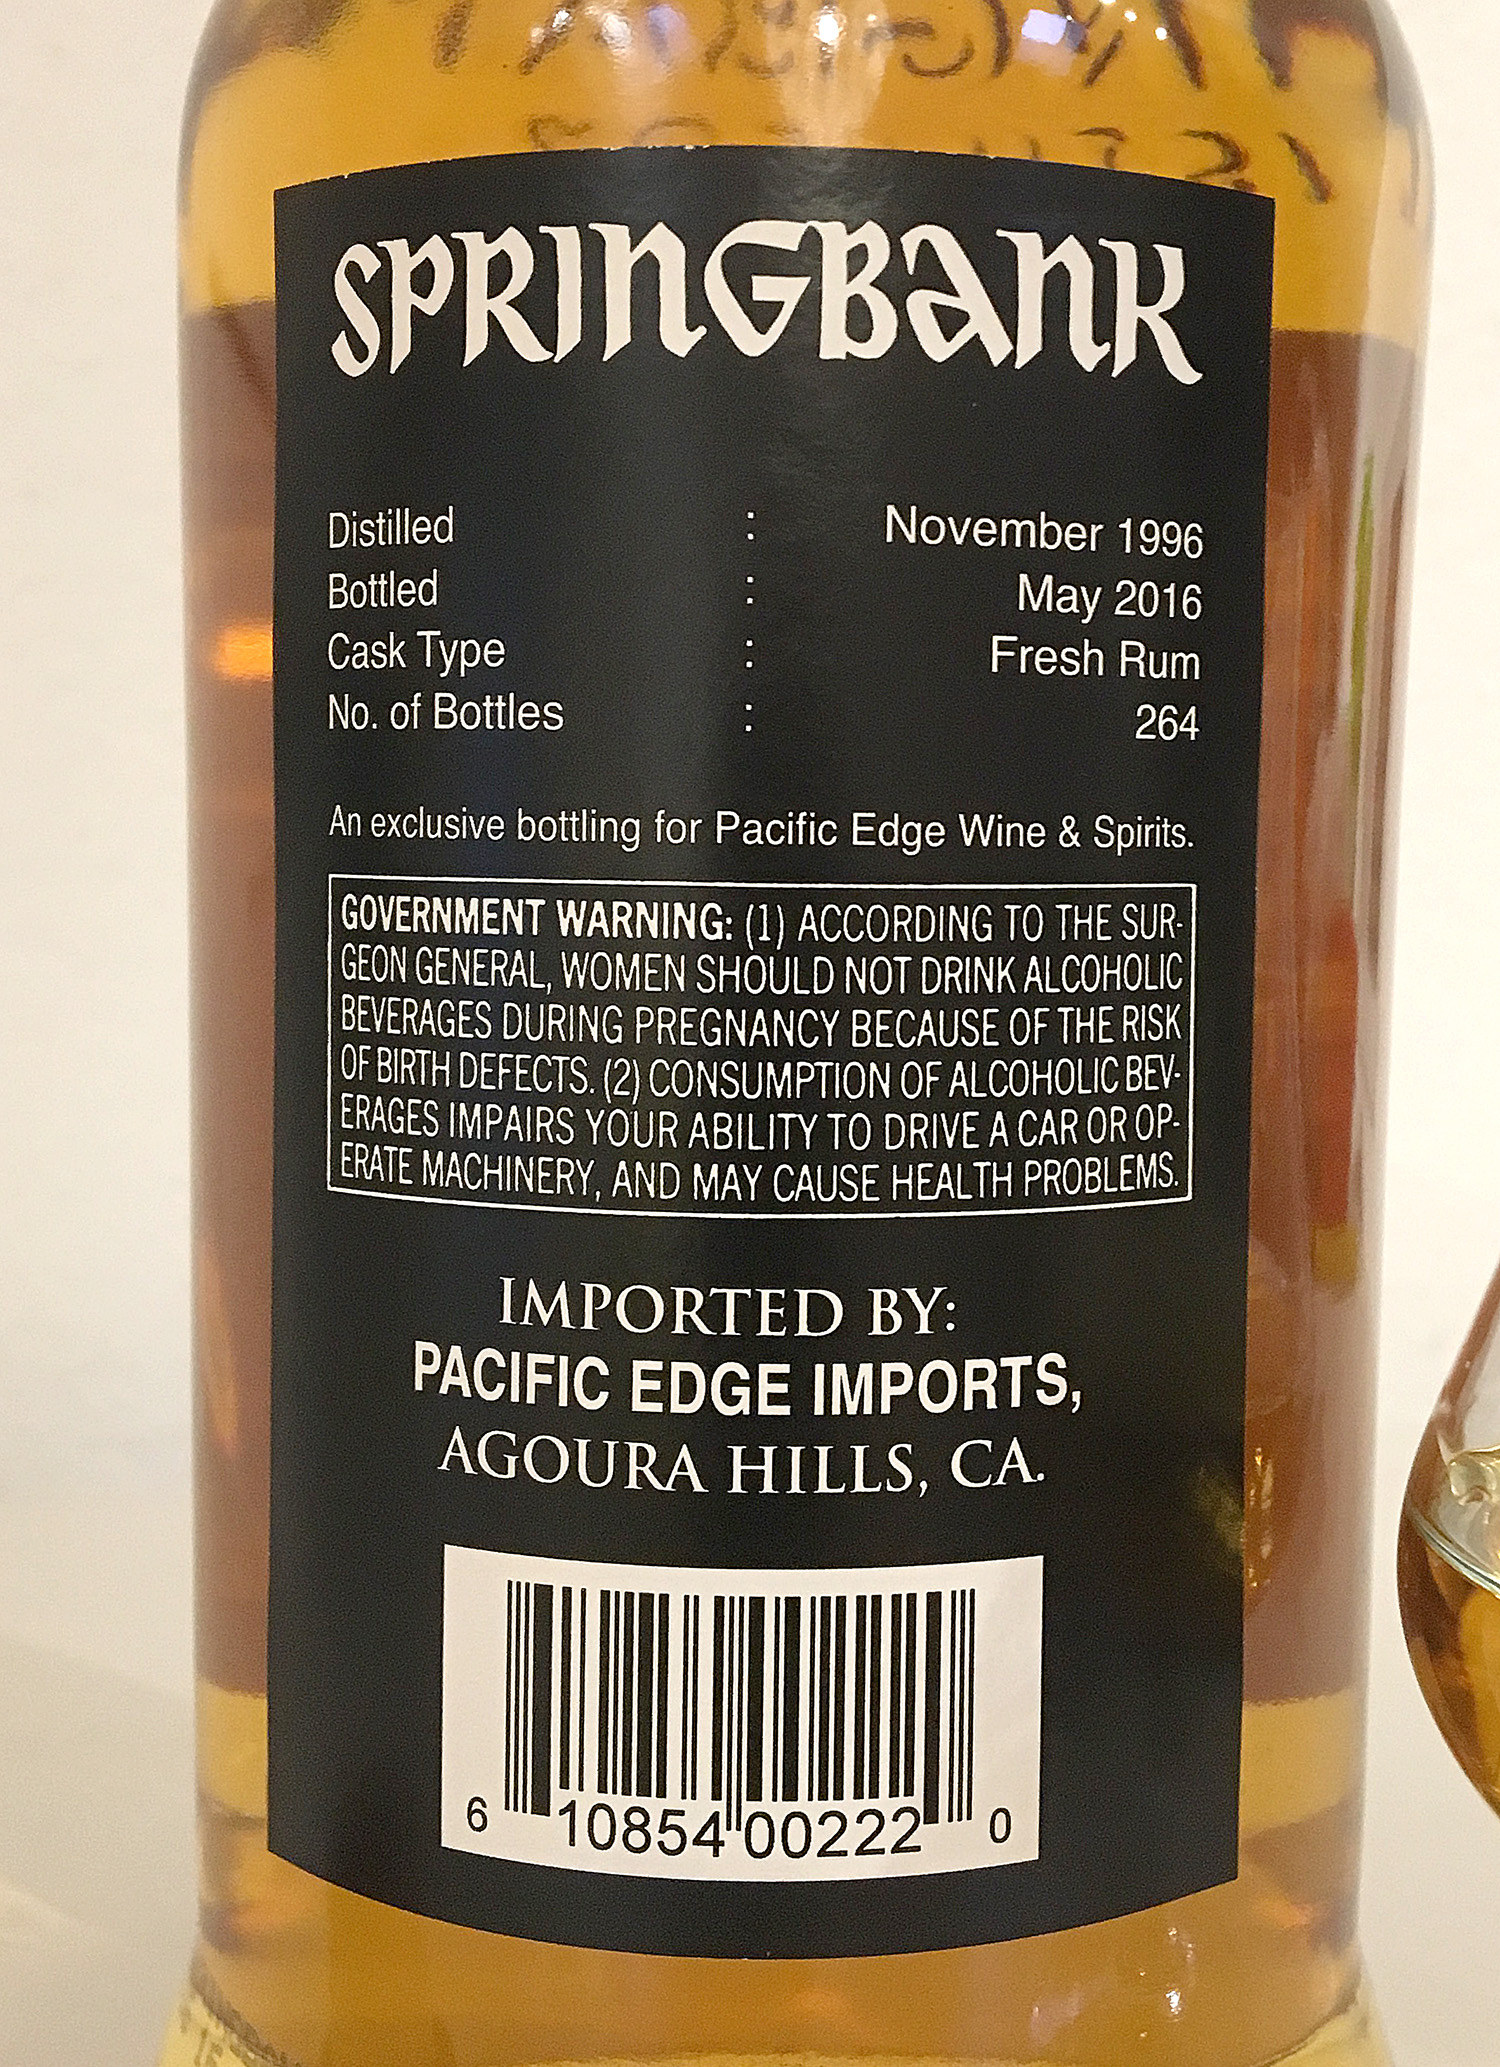 SPRINGBANK
Distilled : November 1996
Bottled : May 2016
Cask Type : Fresh Rum
No. of Bottles : 264
An exclusive bottling for Pacific Edge Wine & Spirits.
GOVERNMENT WARNING: (1) ACCORDING TO THE SUR-
GEON GENERAL, WOMEN SHOULD NOT DRINK ALCOHOLIC
BEVERAGES DURING PREGNANCY BECAUSE OF THE RISK
OF BIRTH DEFECTS. (2) CONSUMPTION OF ALCOHOLIC BEV-
ERAGES IMPAIRS YOUR ABILITY TO DRIVE A CAR OR OP-
ERATE MACHINERY, AND MAY CAUSE HEALTH PROBLEMS.
IMPORTED BY:
PACIFIC EDGE IMPORTS,
AGOURA HILLS, CA.
6 10854 00222 0